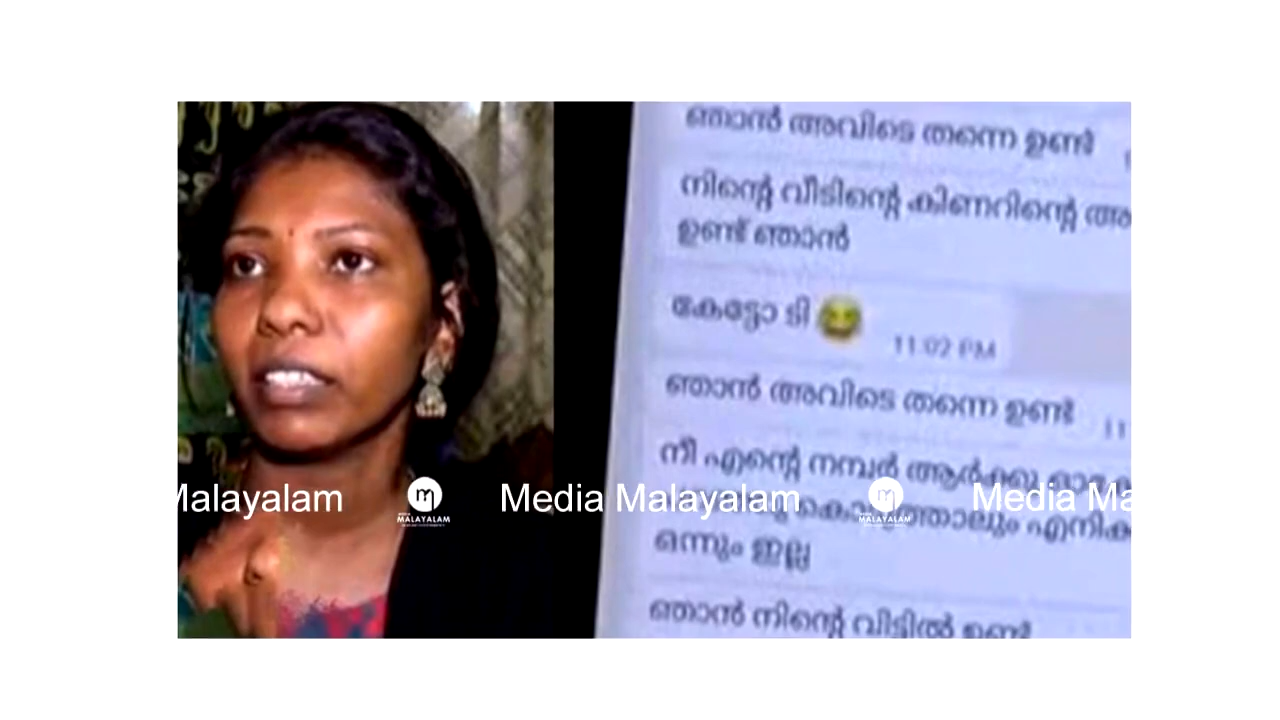 ഞാൻ അവിടെ തന്നെ ഉണ്ട്
നിന്റെ വീടിന്റെ കിണറിന്റെ
ഉണ്ട് ഞാൻ
കേട്ടോ ടി 😂
11:02 PM
ഞാൻ അവിടെ തന്നെ ഉണ്ട്
നീ എന്റെ നമ്പർ ആർക്കു
Malayalam
m MALAYALAM
Media Malayalam
m MALAYALAM
Media Ma
ഒന്നും ഇല്ല
ഞാൻ നിന്റെ വിട്ടിൽ ഉണ്ട്